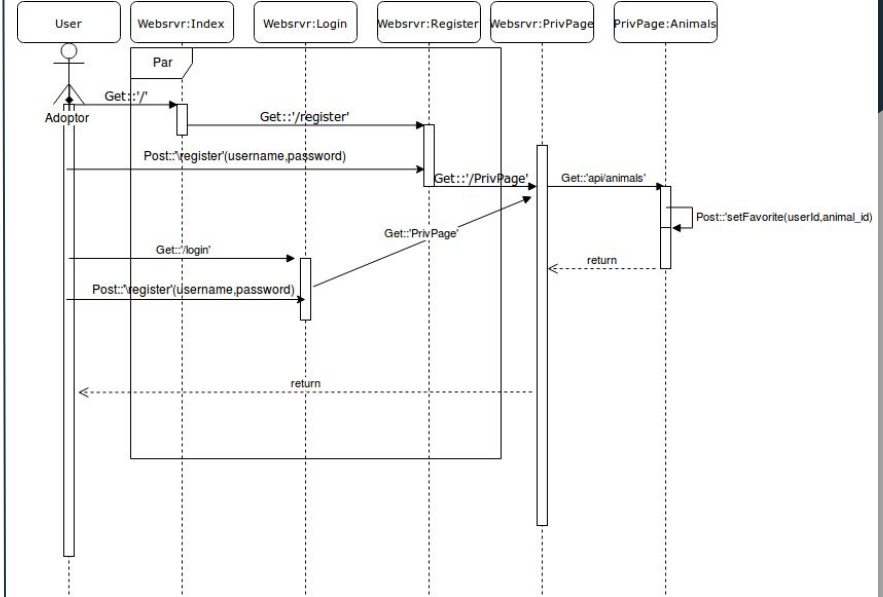 User
Websrvr:Index
Websrvr:Login
Websrvr:Register
Websrvr:PrivPage
PrivPage:Animals
Par
Get::'/'
Adoptor
Get::'/register'
Post::'\register'(username,password)
Get::'/PrivPage'
Get::'api/animals'
Post::'setFavorite(userId,animal_id)
Get::'PrivPage'
Get::'/login'
return
Post::'\register'(username,password)
return